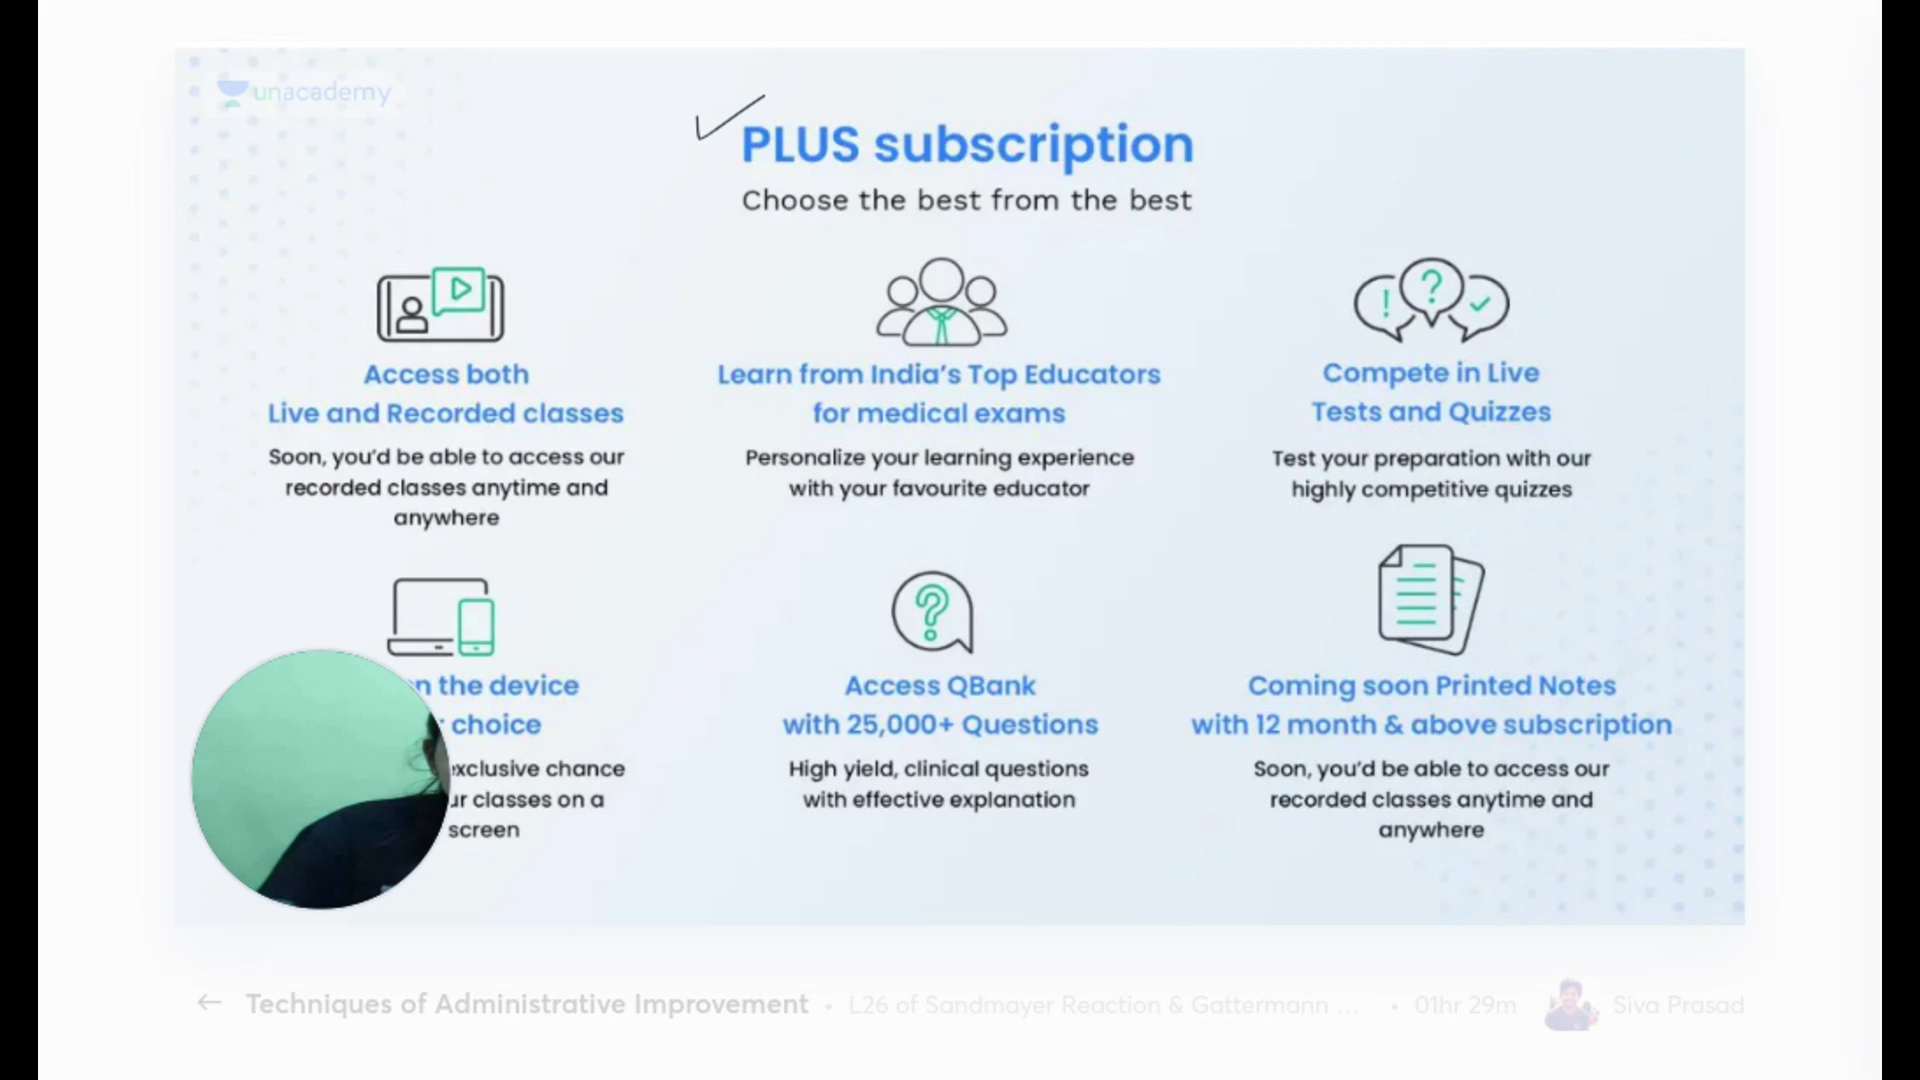 unacademy
PLUS subscription
Choose the best from the best
Access both
Live and Recorded classes
Soon, you'd be able to access our
recorded classes anytime and
anywhere
Learn from India's Top Educators
for medical exams
Personalize your learning experience
with your favourite educator
Compete in Live
Tests and Quizzes
Test your preparation with our
highly competitive quizzes
the device
choice
exclusive chance
classes on a
screen
Access QBank
with 25,000+ Questions
High yield, clinical questions
with effective explanation
Coming soon Printed Notes
with 12 month & above subscription
Soon, you'd be able to access our
recorded classes anytime and
anywhere
← Techniques of Administrative Improvement • L26 of Sandmayer Reaction & Gattermann ... • 01hr 29m Siva Prasad